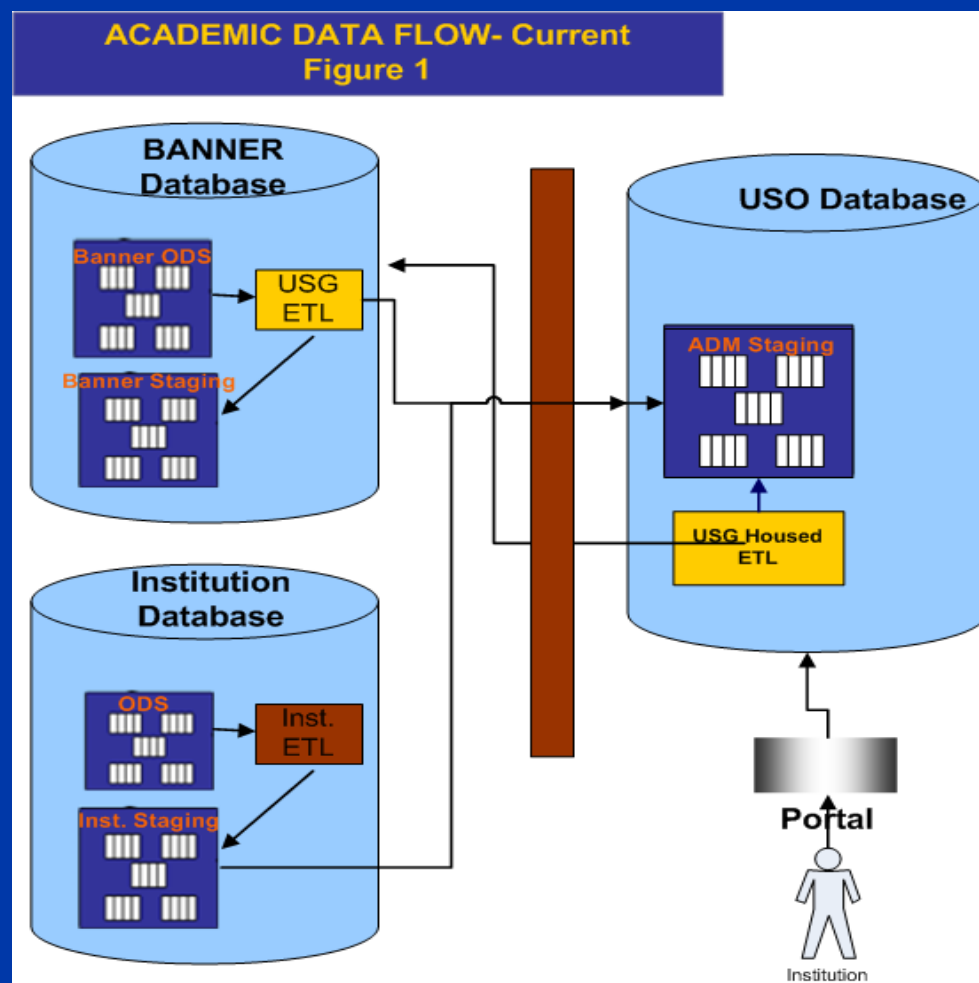 ACADEMIC DATA FLOW- Current
Figure 1
BANNER
Database
Banner ODS
USG
ETL
Banner Staging
USO Database
ADM Staging
USG Housed
ETL
Institution
Database
ODS
Inst.
ETL
Inst. Staging
Portal
Institution